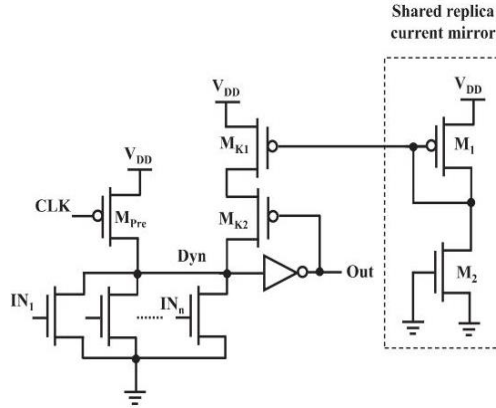 Shared replica
current mirror
V_DD
V_DD
M_K1
M_1
V_DD
CLK
M_Pre
M_K2
Dyn
Out
M_2
IN_1
........
IN_n